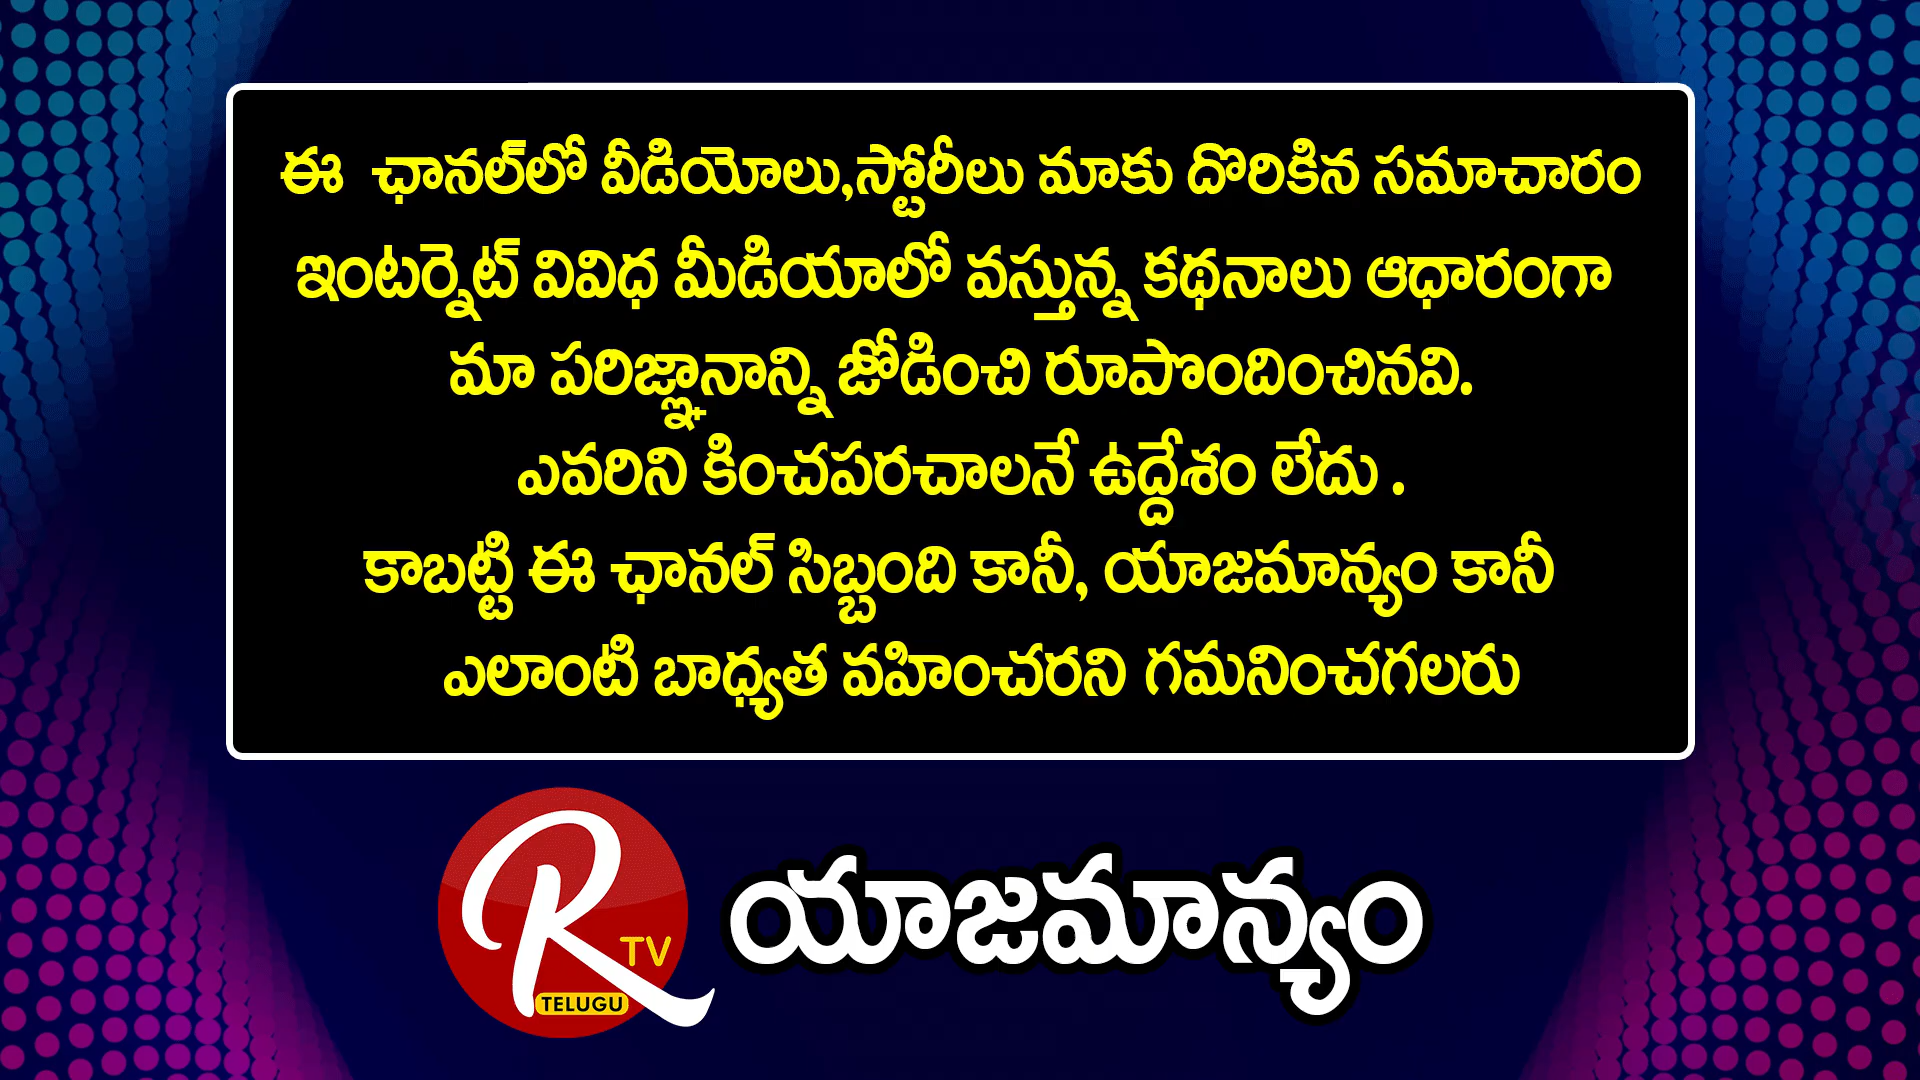 ఈ ఛానల్‌లో వీడియోలు,స్టోరీలు మాకు దొరికిన సమాచారం
ఇంటర్నెట్ వివిధ మీడియాలో వస్తున్న కథనాలు ఆధారంగా
మా పరిజ్ఞానాన్ని జోడించి రూపొందించినవి.
ఎవరిని కించపరచాలనే ఉద్దేశం లేదు .
కాబట్టి ఈ ఛానల్ సిబ్బంది కానీ, యాజమాన్యం కానీ
ఎలాంటి బాధ్యత వహించరని గమనించగలరు
R TV
TELUGU
యాజమాన్యం